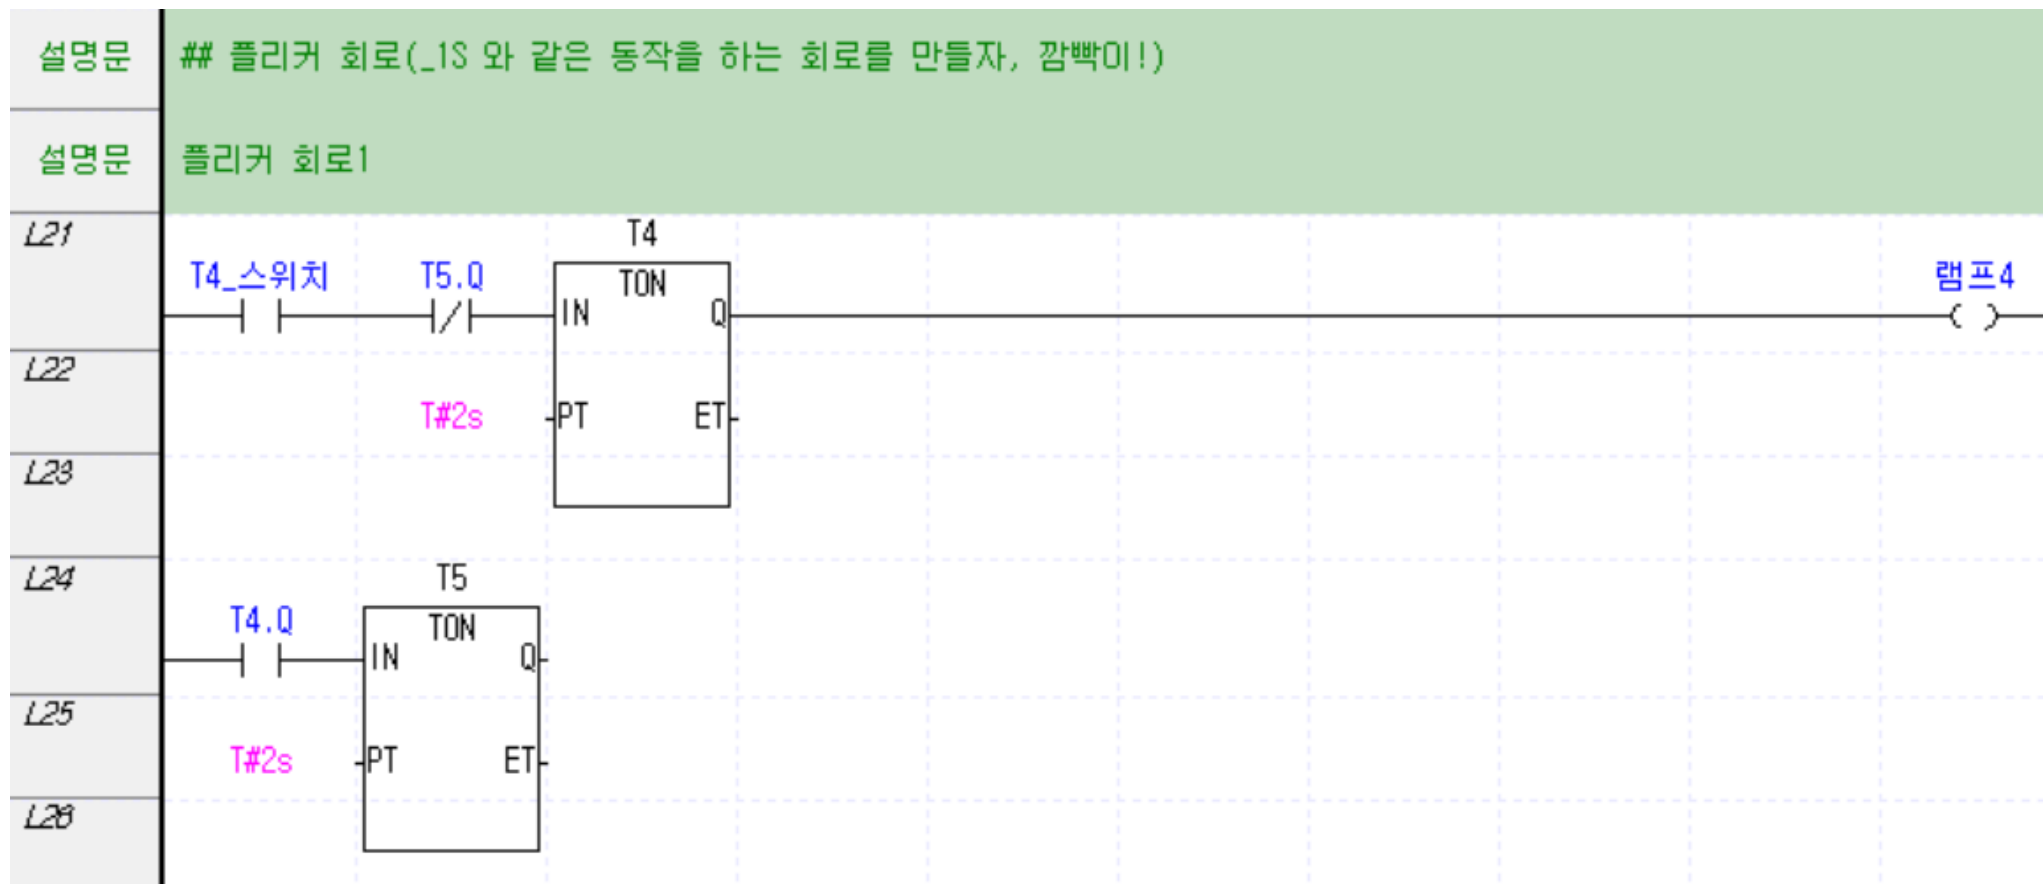 설명문 ## 플리커 회로(_1S 와 같은 동작을 하는 회로를 만들자, 깜빡이!)
설명문 플리커 회로1
L21 T4
T4_스위치 T5.Q TON 램프4
IN Q
L22
T#2s PT ET
L23
L24 T5
T4.Q TON
IN Q
L25
T#2s PT ET
L26